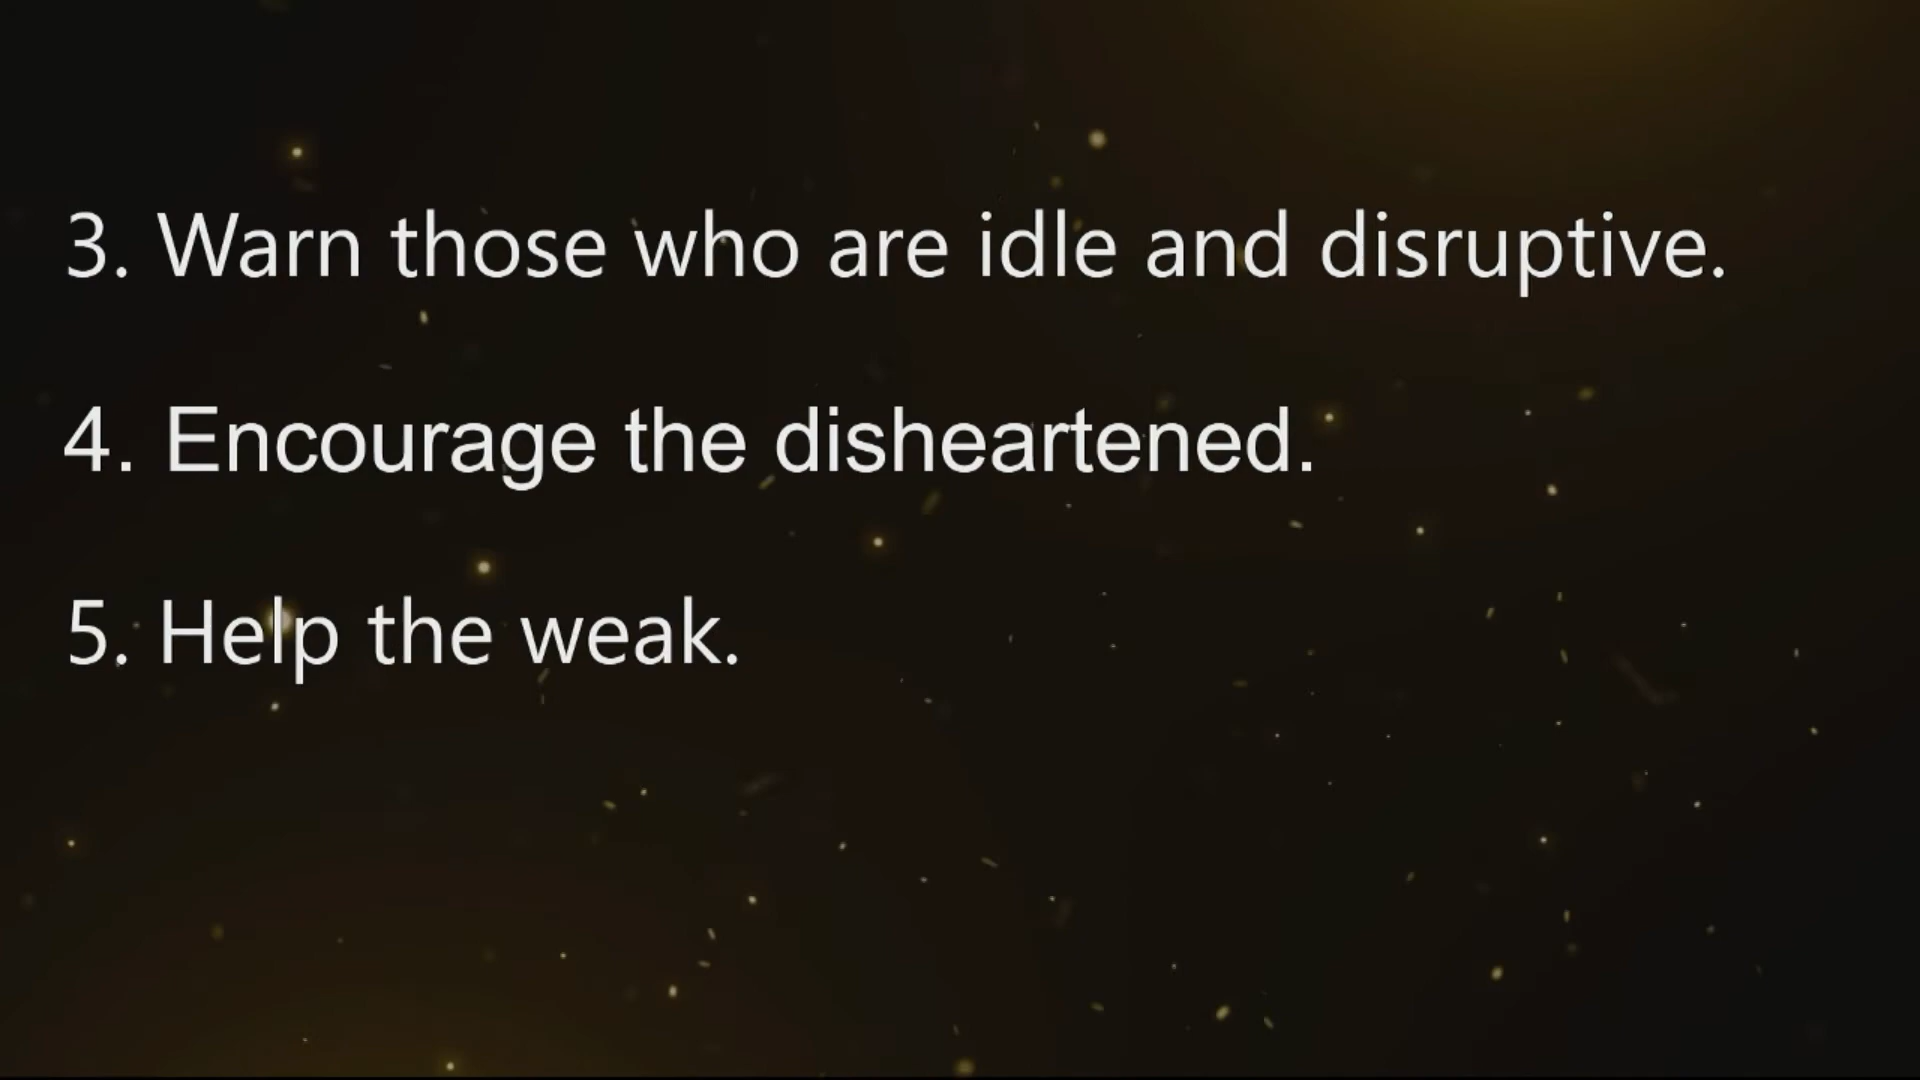 3. Warn those who are idle and disruptive.
4. Encourage the disheartened.
5. Help the weak.